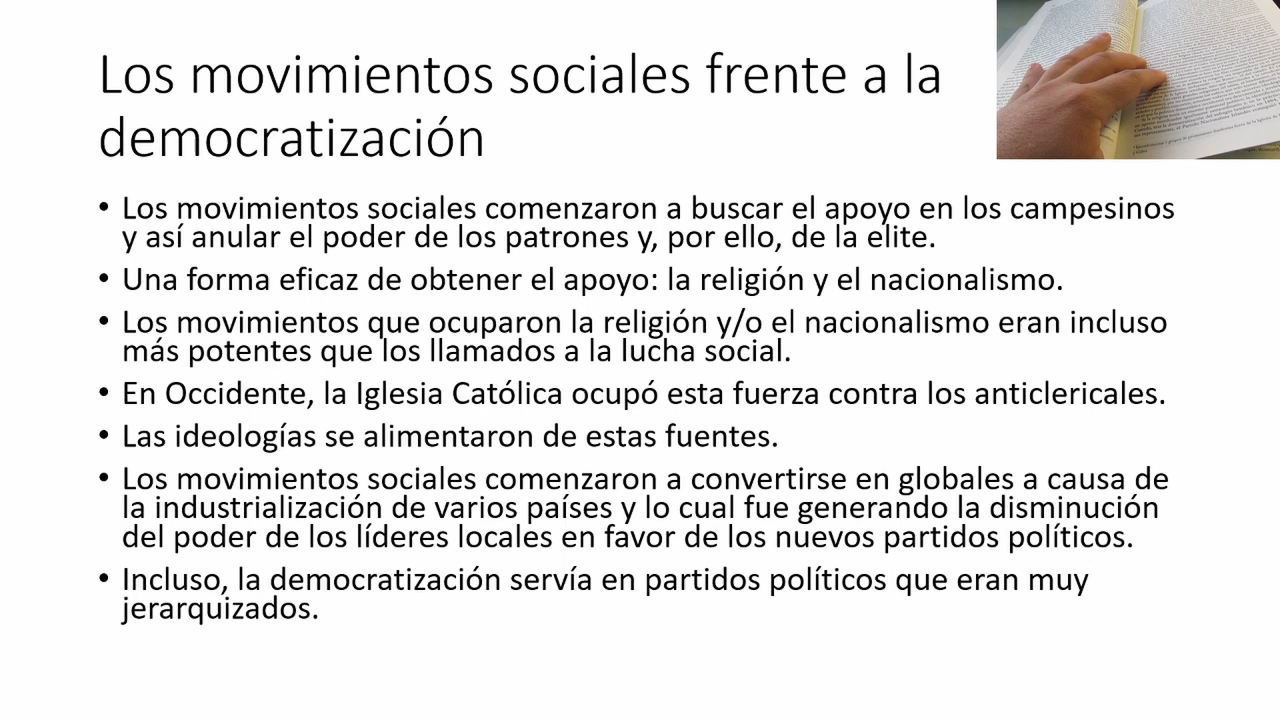 Los movimientos sociales frente a la
democratización
• Los movimientos sociales comenzaron a buscar el apoyo en los campesinos
y así anular el poder de los patrones y, por ello, de la elite.
• Una forma eficaz de obtener el apoyo: la religión y el nacionalismo.
• Los movimientos que ocuparon la religión y/o el nacionalismo eran incluso
más potentes que los llamados a la lucha social.
• En Occidente, la Iglesia Católica ocupó esta fuerza contra los anticlericales.
• Las ideologías se alimentaron de estas fuentes.
• Los movimientos sociales comenzaron a convertirse en globales a causa de
la industrialización de varios países y lo cual fue generando la disminución
del poder de los líderes locales en favor de los nuevos partidos políticos.
• Incluso, la democratización servía en partidos políticos que eran muy
jerarquizados.